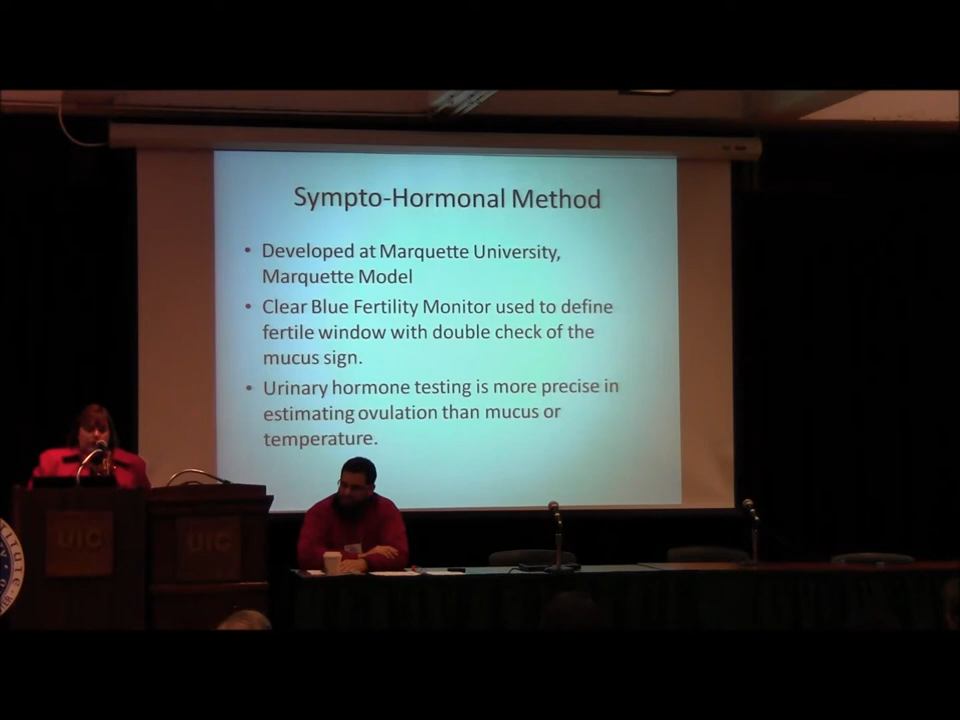 Sympto-Hormonal Method
• Developed at Marquette University,
Marquette Model
• Clear Blue Fertility Monitor used to define
fertile window with double check of the
mucus sign.
• Urinary hormone testing is more precise in
estimating ovulation than mucus or
temperature.
UIC
UIC